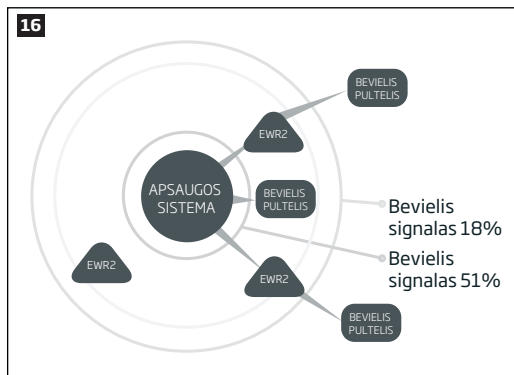 16
BEVIELIS
PULTELIS
EWR2
APSAUGOS
SISTEMA
BEVIELIS
PULTELIS
Bevielis
signalas 18%
Bevielis
signalas 51%
EWR2
EWR2
BEVIELIS
PULTELIS